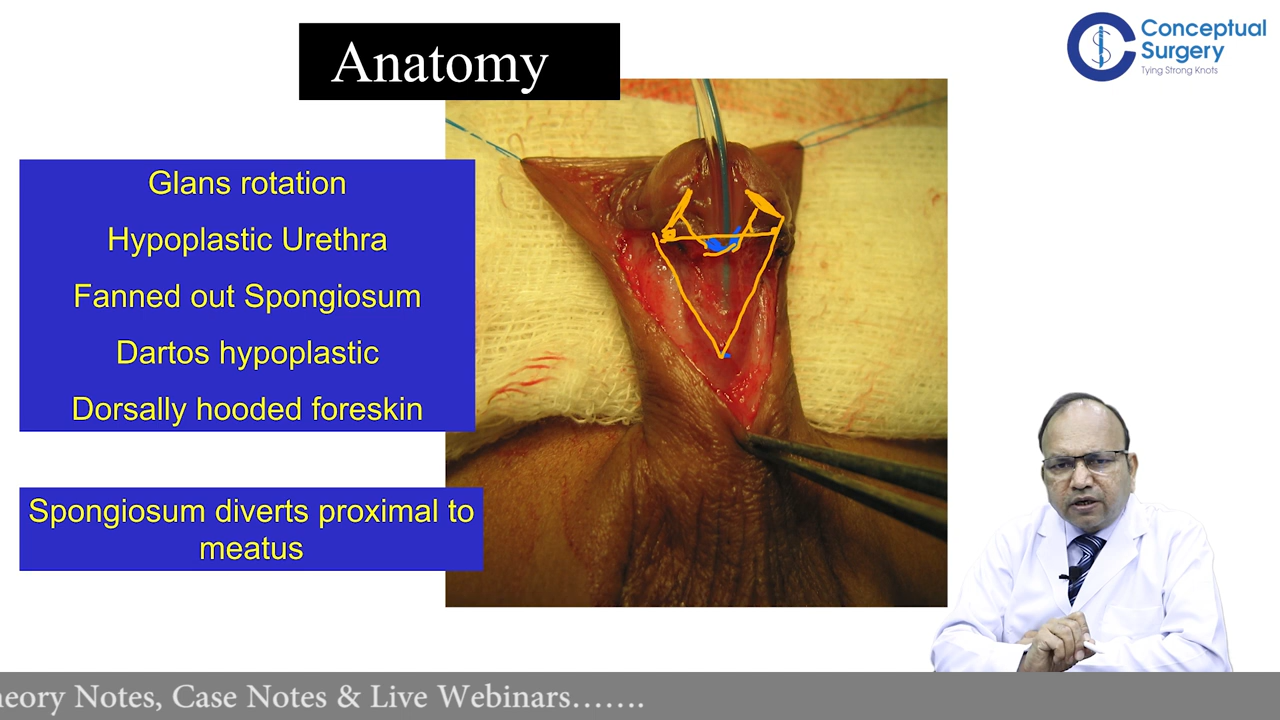 Anatomy
Conceptual
Surgery
Tying Strong Knots
Glans rotation
Hypoplastic Urethra
Fanned out Spongiosum
Dartos hypoplastic
Dorsally hooded foreskin
Spongiosum diverts proximal to
meatus
heory Notes, Case Notes & Live Webinars…….